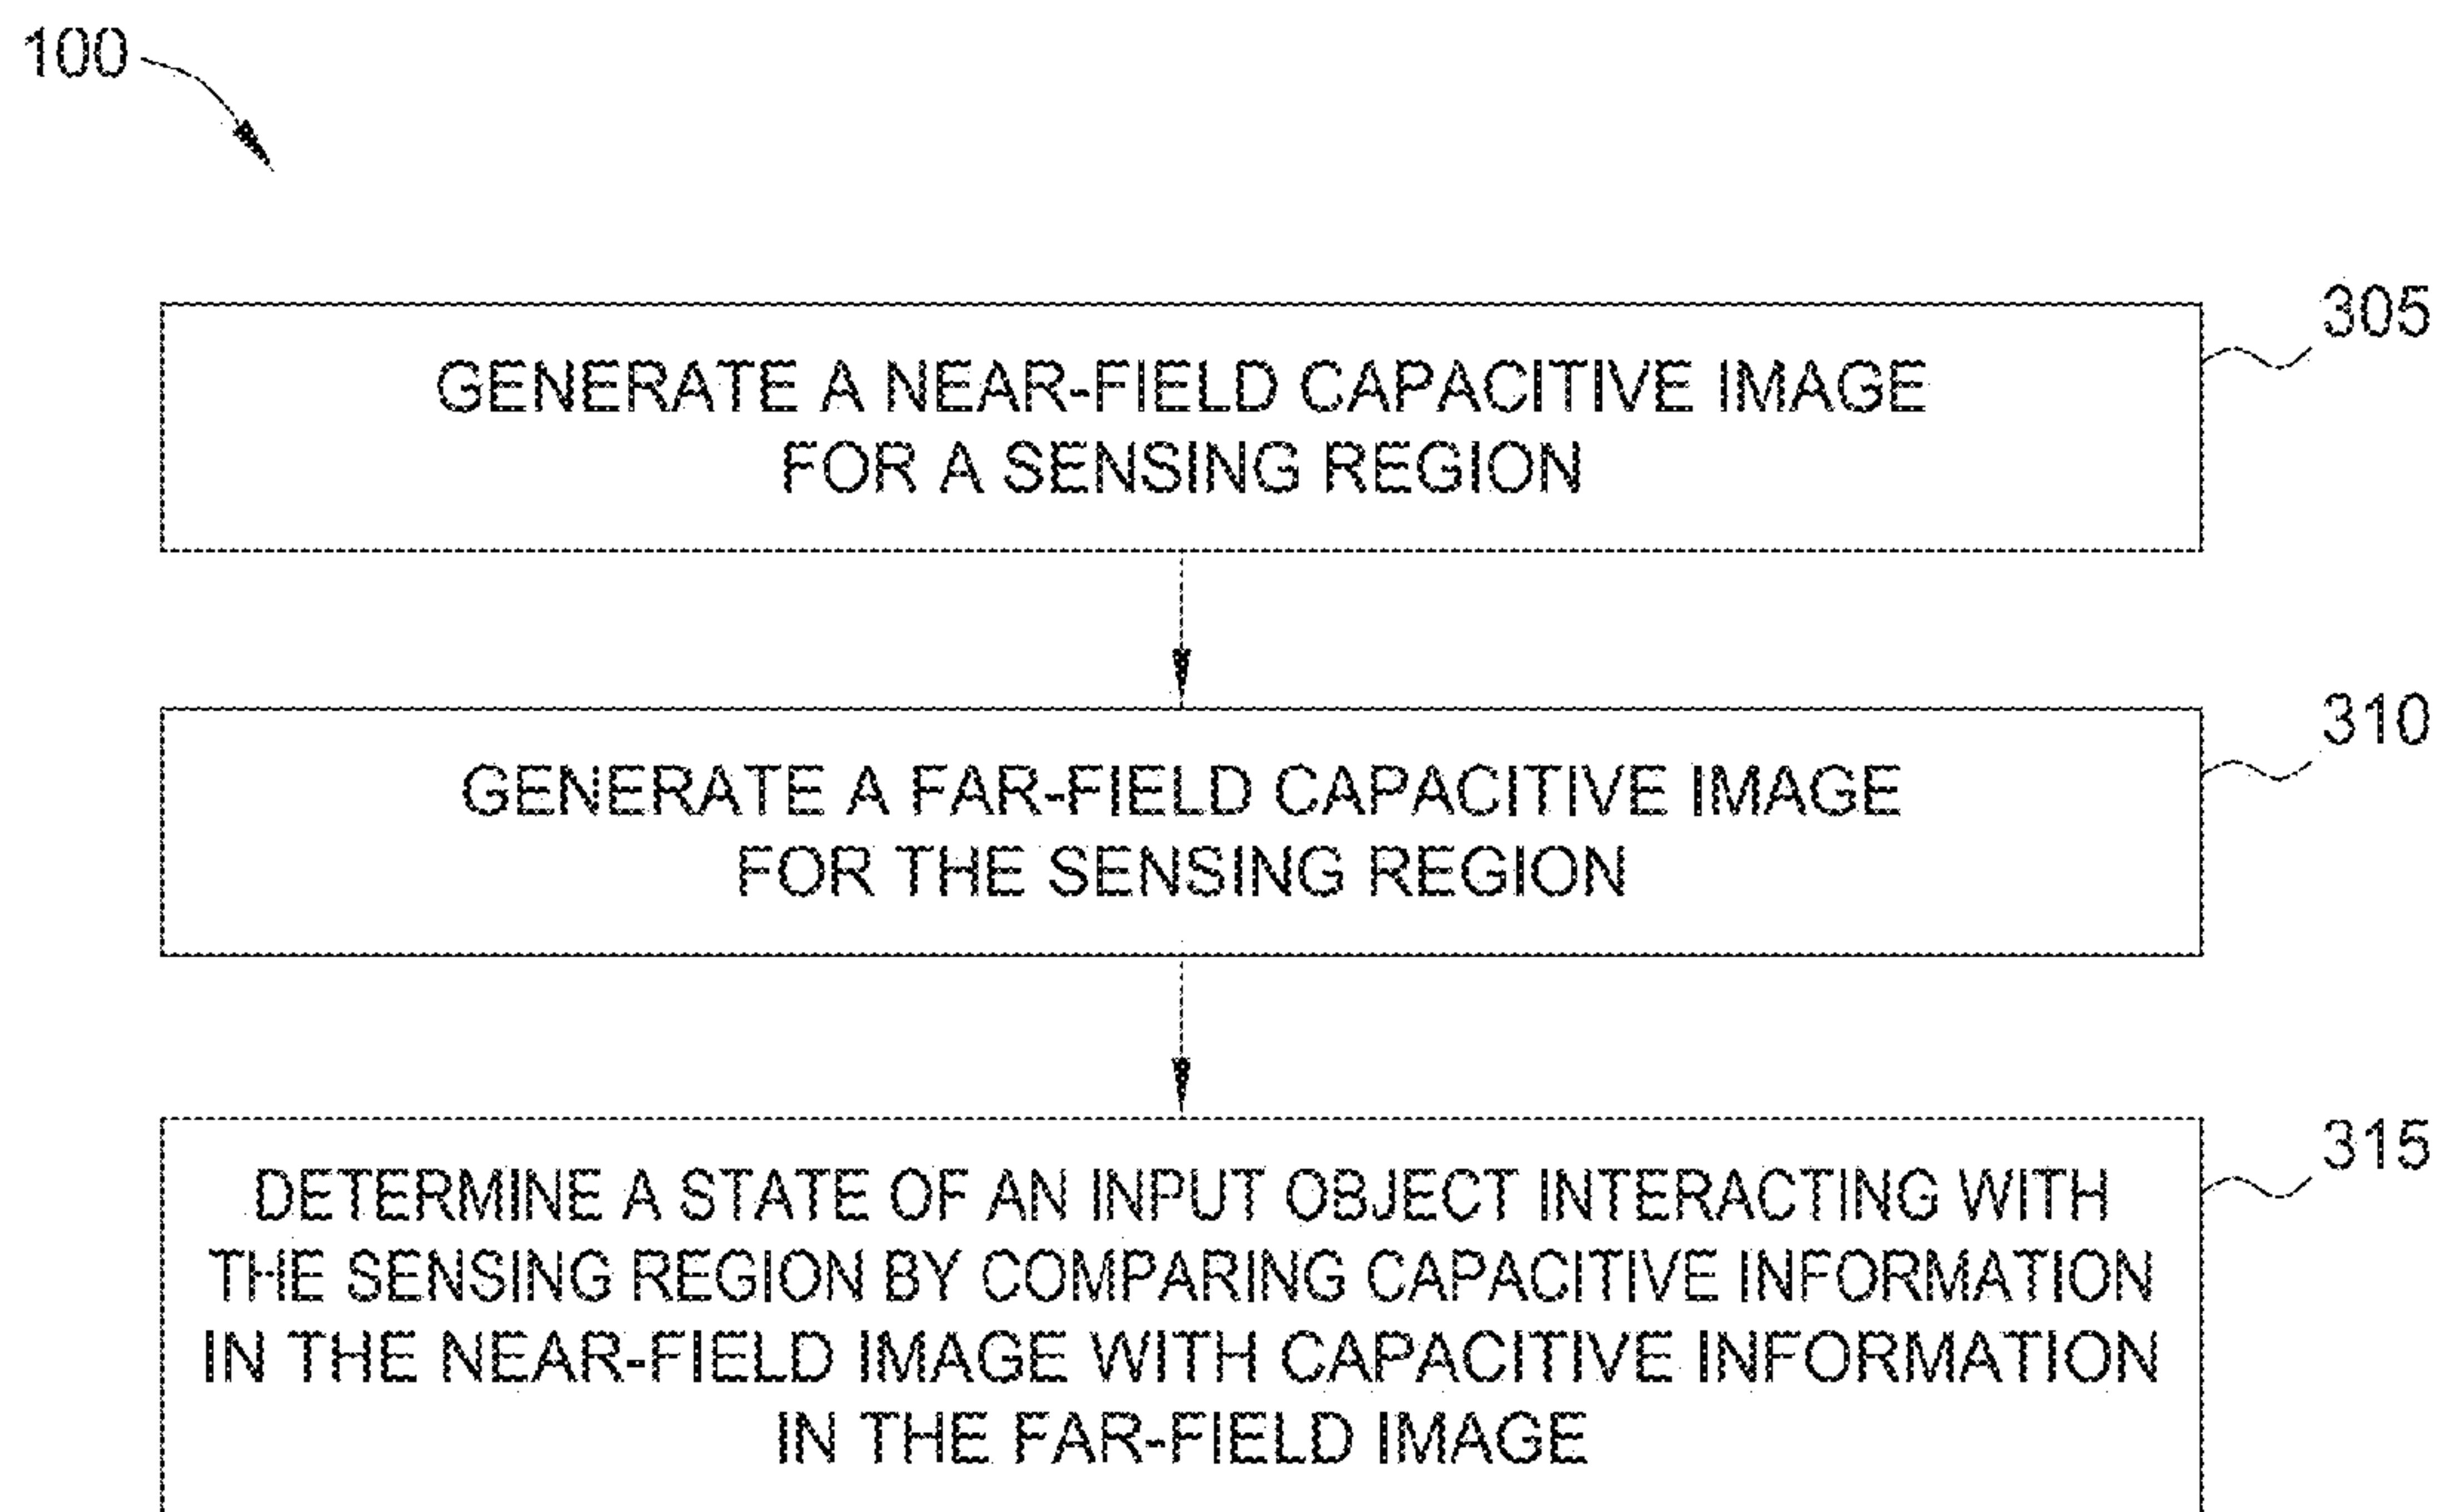 100
305
GENERATE A NEAR-FIELD CAPACITIVE IMAGE
FOR A SENSING REGION
310
GENERATE A FAR-FIELD CAPACITIVE IMAGE
FOR THE SENSING REGION
315
DETERMINE A STATE OF AN INPUT OBJECT INTERACTING WITH
THE SENSING REGION BY COMPARING CAPACITIVE INFORMATION
IN THE NEAR-FIELD IMAGE WITH CAPACITIVE INFORMATION
IN THE FAR-FIELD IMAGE